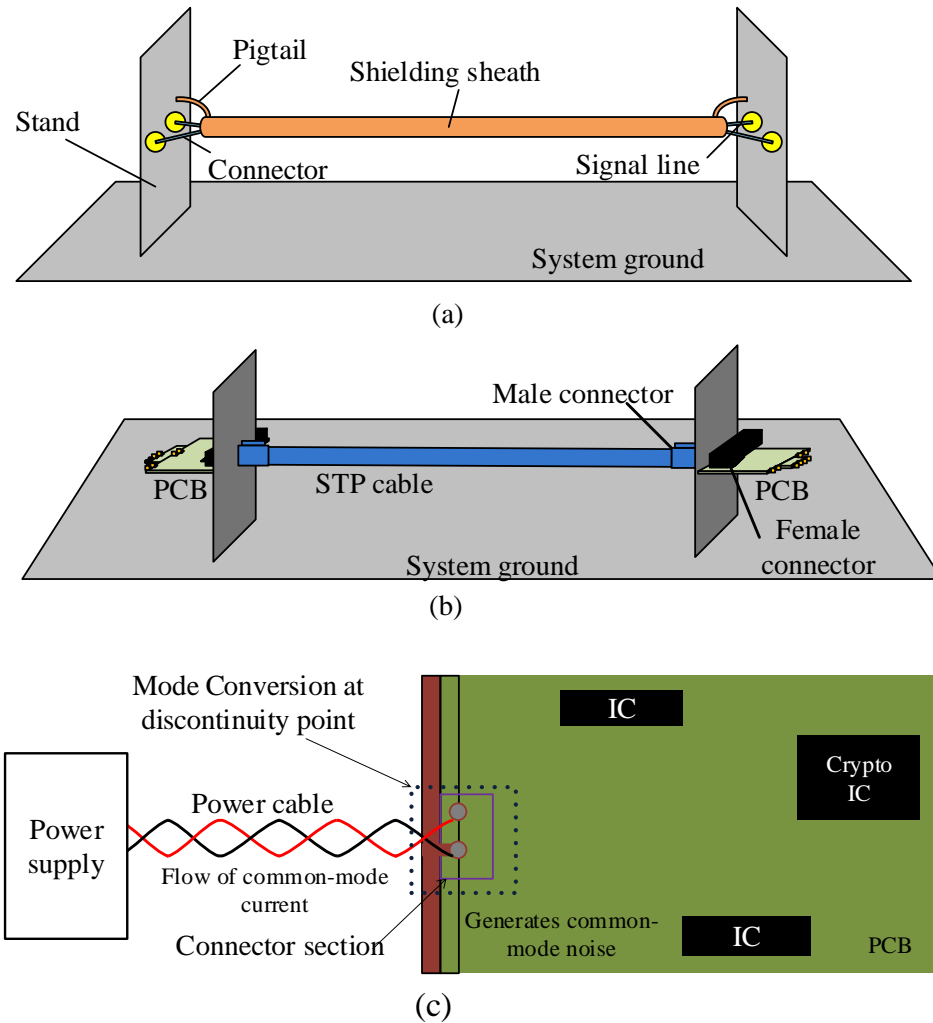 (a)
Pigtail
Shielding sheath
Stand
Connector
Signal line
System ground
(a)
Male connector
PCB
STP cable
PCB
Female
connector
System ground
(b)
Mode Conversion at
discontinuity point
IC
Crypto
IC
Power cable
Power
supply
Flow of common-mode
current
Connector section
Generates common-
mode noise
IC
PCB
(c)